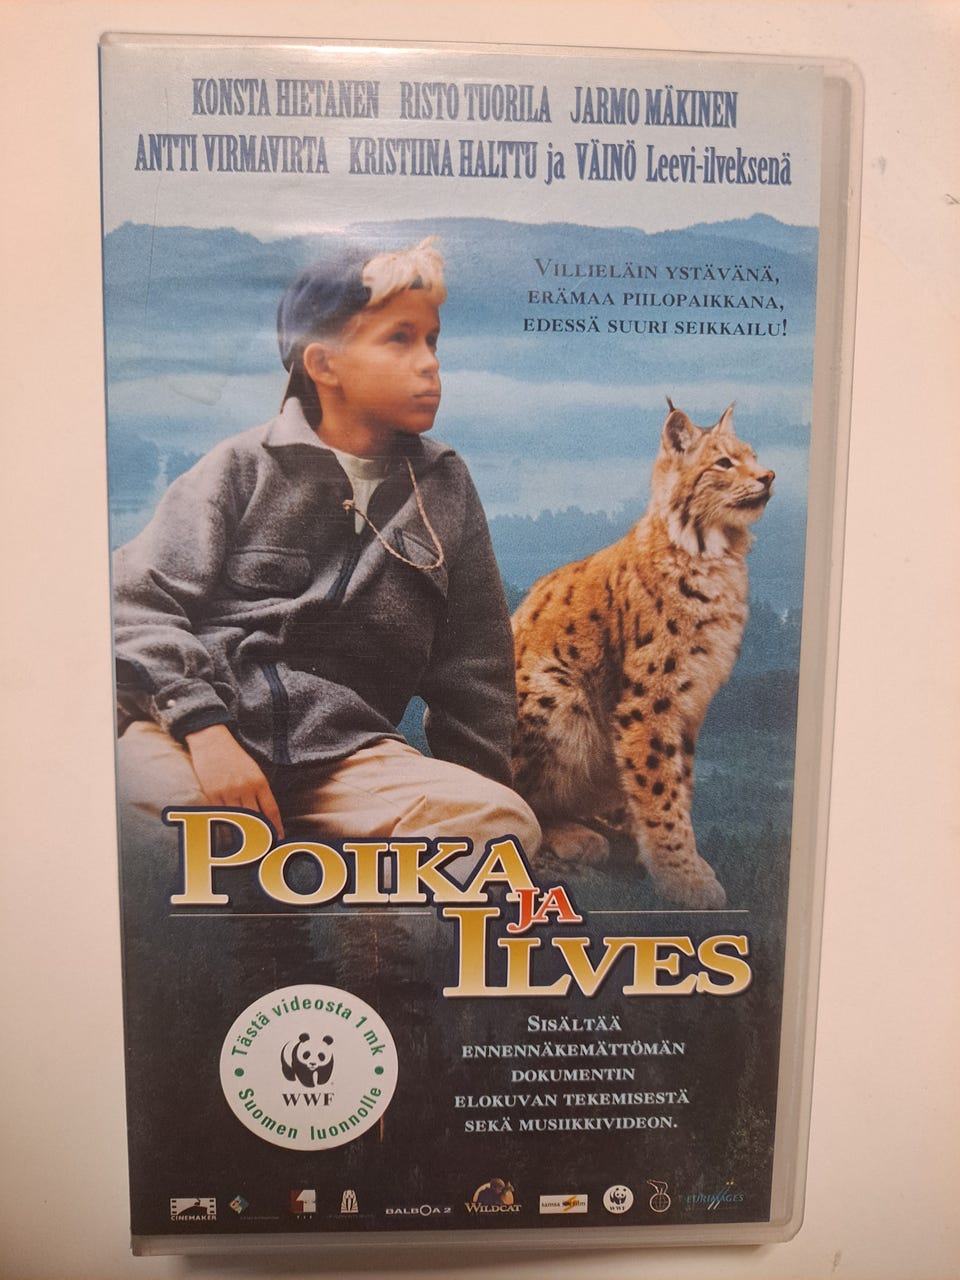 KONSTA HIETANEN RISTO TUORILA JARMO MÄKINEN
ANTTI VIRMAVIRTA KRISTIINA HALTTU ja VÄINÖ Leevi-ilveksenä
VILLIELÄIN YSTÄVÄNÄ,
ERÄMAA PIILOPAIKKANA,
EDESSÄ SUURI SEIKKAILU!
POIKA
JA
ILVES
Tästä videosta 1 mk
WWF
Suomen luonnolle
SISÄLTÄÄ
ENNENNÄKEMÄTTÖMÄN
DOKUMENTIN
ELOKUVAN TEKEMISESTÄ
SEKÄ MUSIIKKIVIDEON.
CINEMAKER BALBOA 2 WILDCAT samsa film WWF EURIMAGES